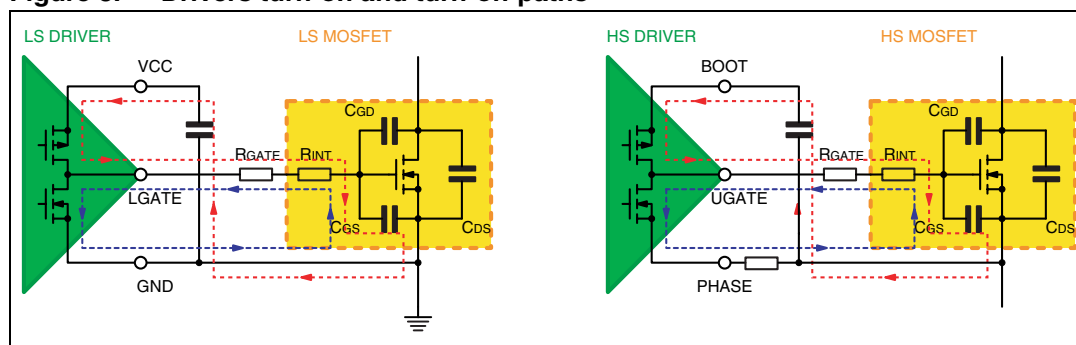 LS DRIVER
LS MOSFET
VCC
CGD
RGATE
RINT
LGATE
CGS
CDS
GND
HS DRIVER
HS MOSFET
BOOT
CGD
RGATE
RINT
UGATE
CGS
CDS
PHASE